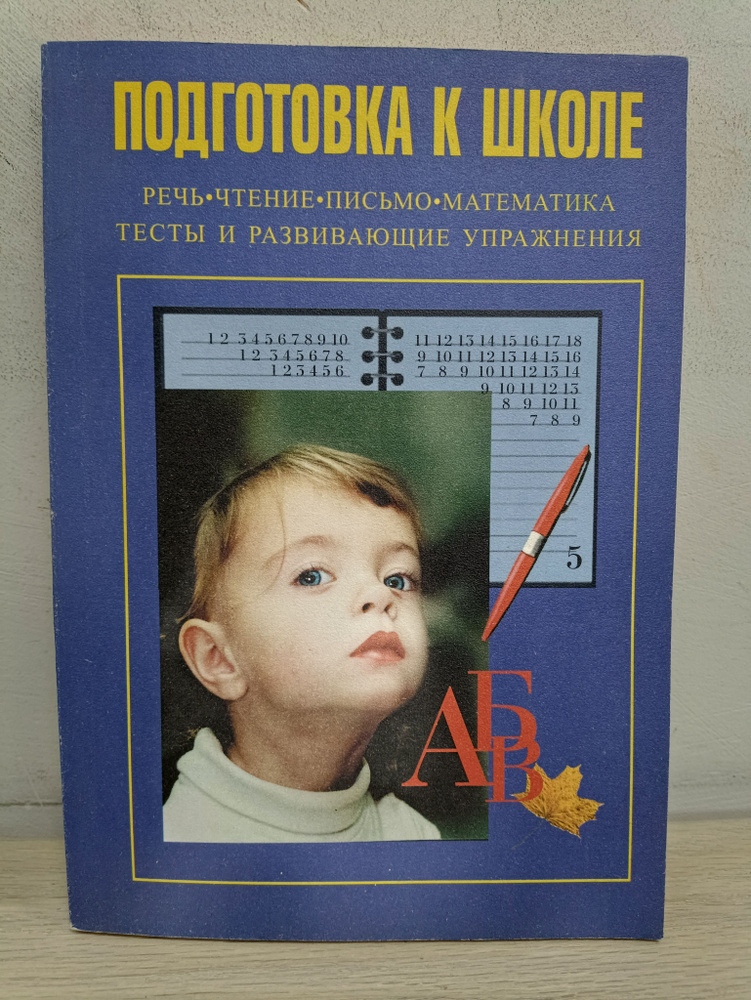 ПОДГОТОВКА К ШКОЛЕ
РЕЧЬ•ЧТЕНИЕ•ПИСЬМО•МАТЕМАТИКА
ТЕСТЫ И РАЗВИВАЮЩИЕ УПРАЖНЕНИЯ
1 2 3 4 5 6 7 8 9 10
1 2 3 4 5 6 7 8
1 2 3 4 5 6
11 12 13 14 15 16 17 18
9 10 11 12 13 14 15 16
7 8 9 10 11 12 13 14
9 10 11 12 13
8 9 10 11
7 8 9
5
АБВ